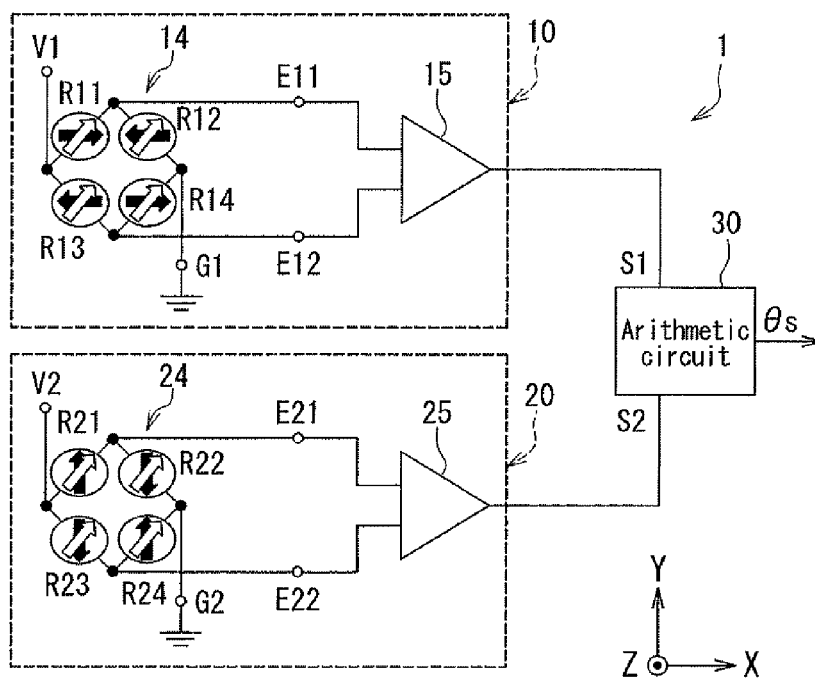 V1
14
E11
15
10
1
R11
R12
R13
R14
G1
E12
S1
30
Arithmetic
circuit
θs
S2
V2
24
E21
25
20
R21
R22
R23
R24
G2
E22
Y
Z
X